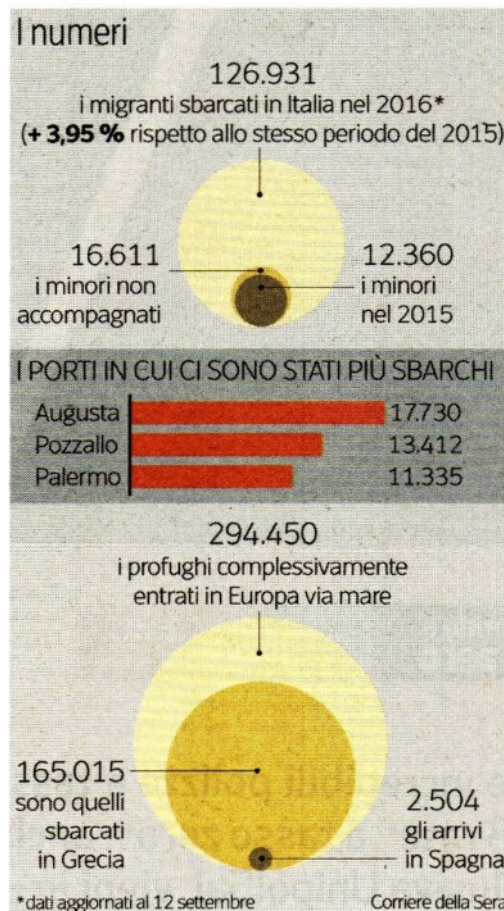 I numeri
126.931
i migranti sbarcati in Italia nel 2016*
(+ 3,95 % rispetto allo stesso periodo del 2015)
16.611
i minori non
accompagnati
12.360
i minori
nel 2015
I PORTI IN CUI CI SONO STATI PIÙ SBARCHI
Augusta 17.730
Pozzallo 13.412
Palermo 11.335
294.450
i profughi complessivamente
entrati in Europa via mare
165.015
sono quelli
sbarcati
in Grecia
2.504
gli arrivi
in Spagna
*dati aggiornati al 12 settembre
Corriere della Sera